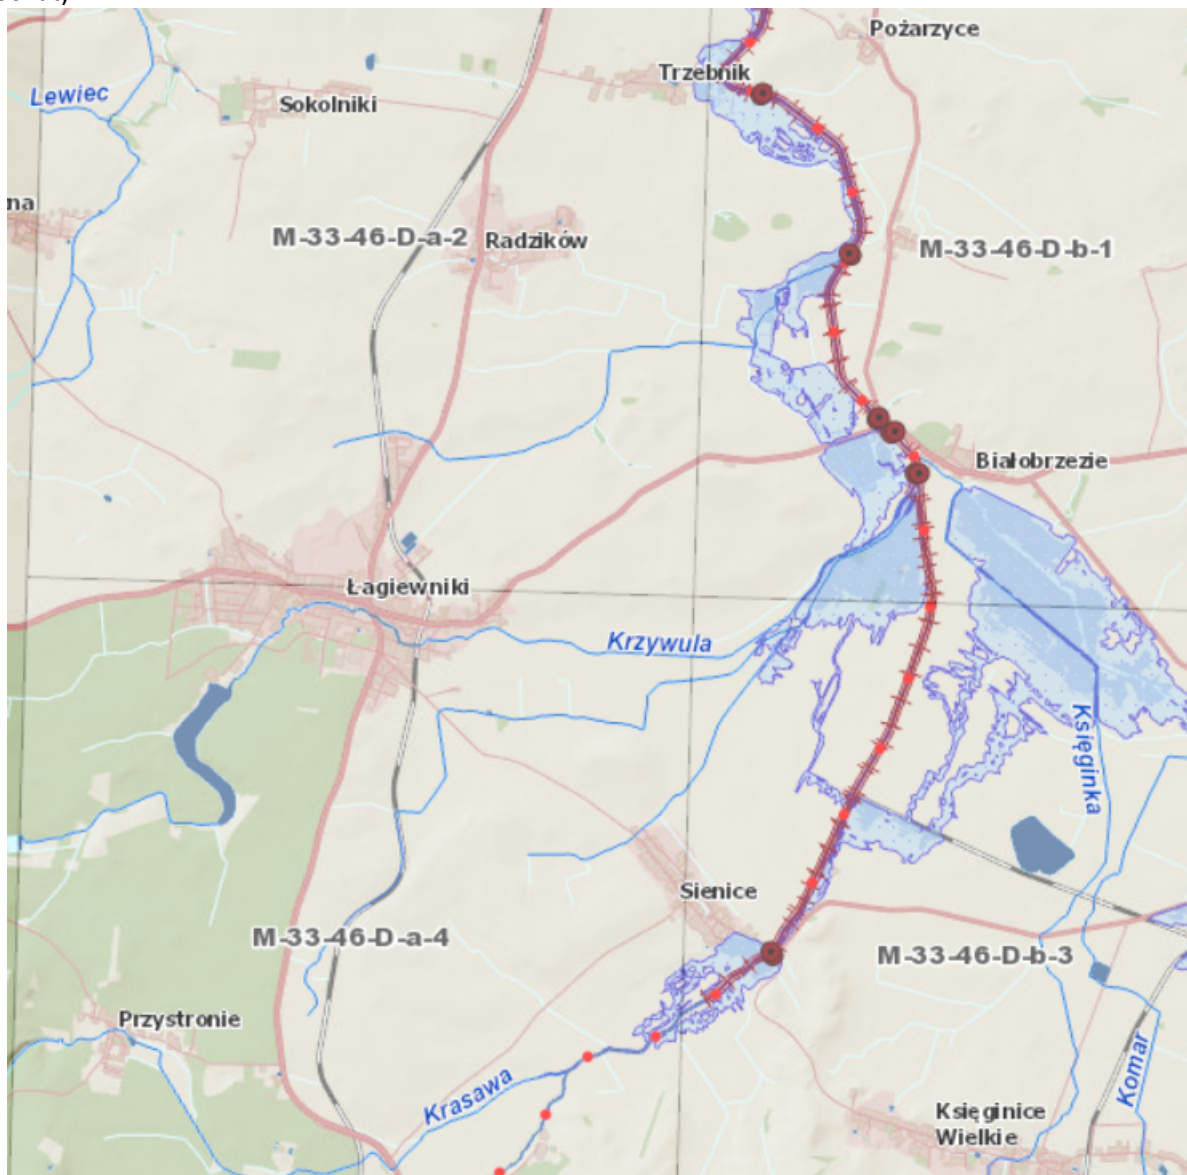 Pożarzyce
Trzebnik
Lewiec
Sokolniki
na
M-33-46-D-a-2
Radzików
M-33-46-D-b-1
Białobrzezie
Łagiewniki
Krzywula
Księginka
Sienice
M-33-46-D-a-4
M-33-46-D-b-3
Przystronie
Krasawa
Komar
Księginice
Wielkie